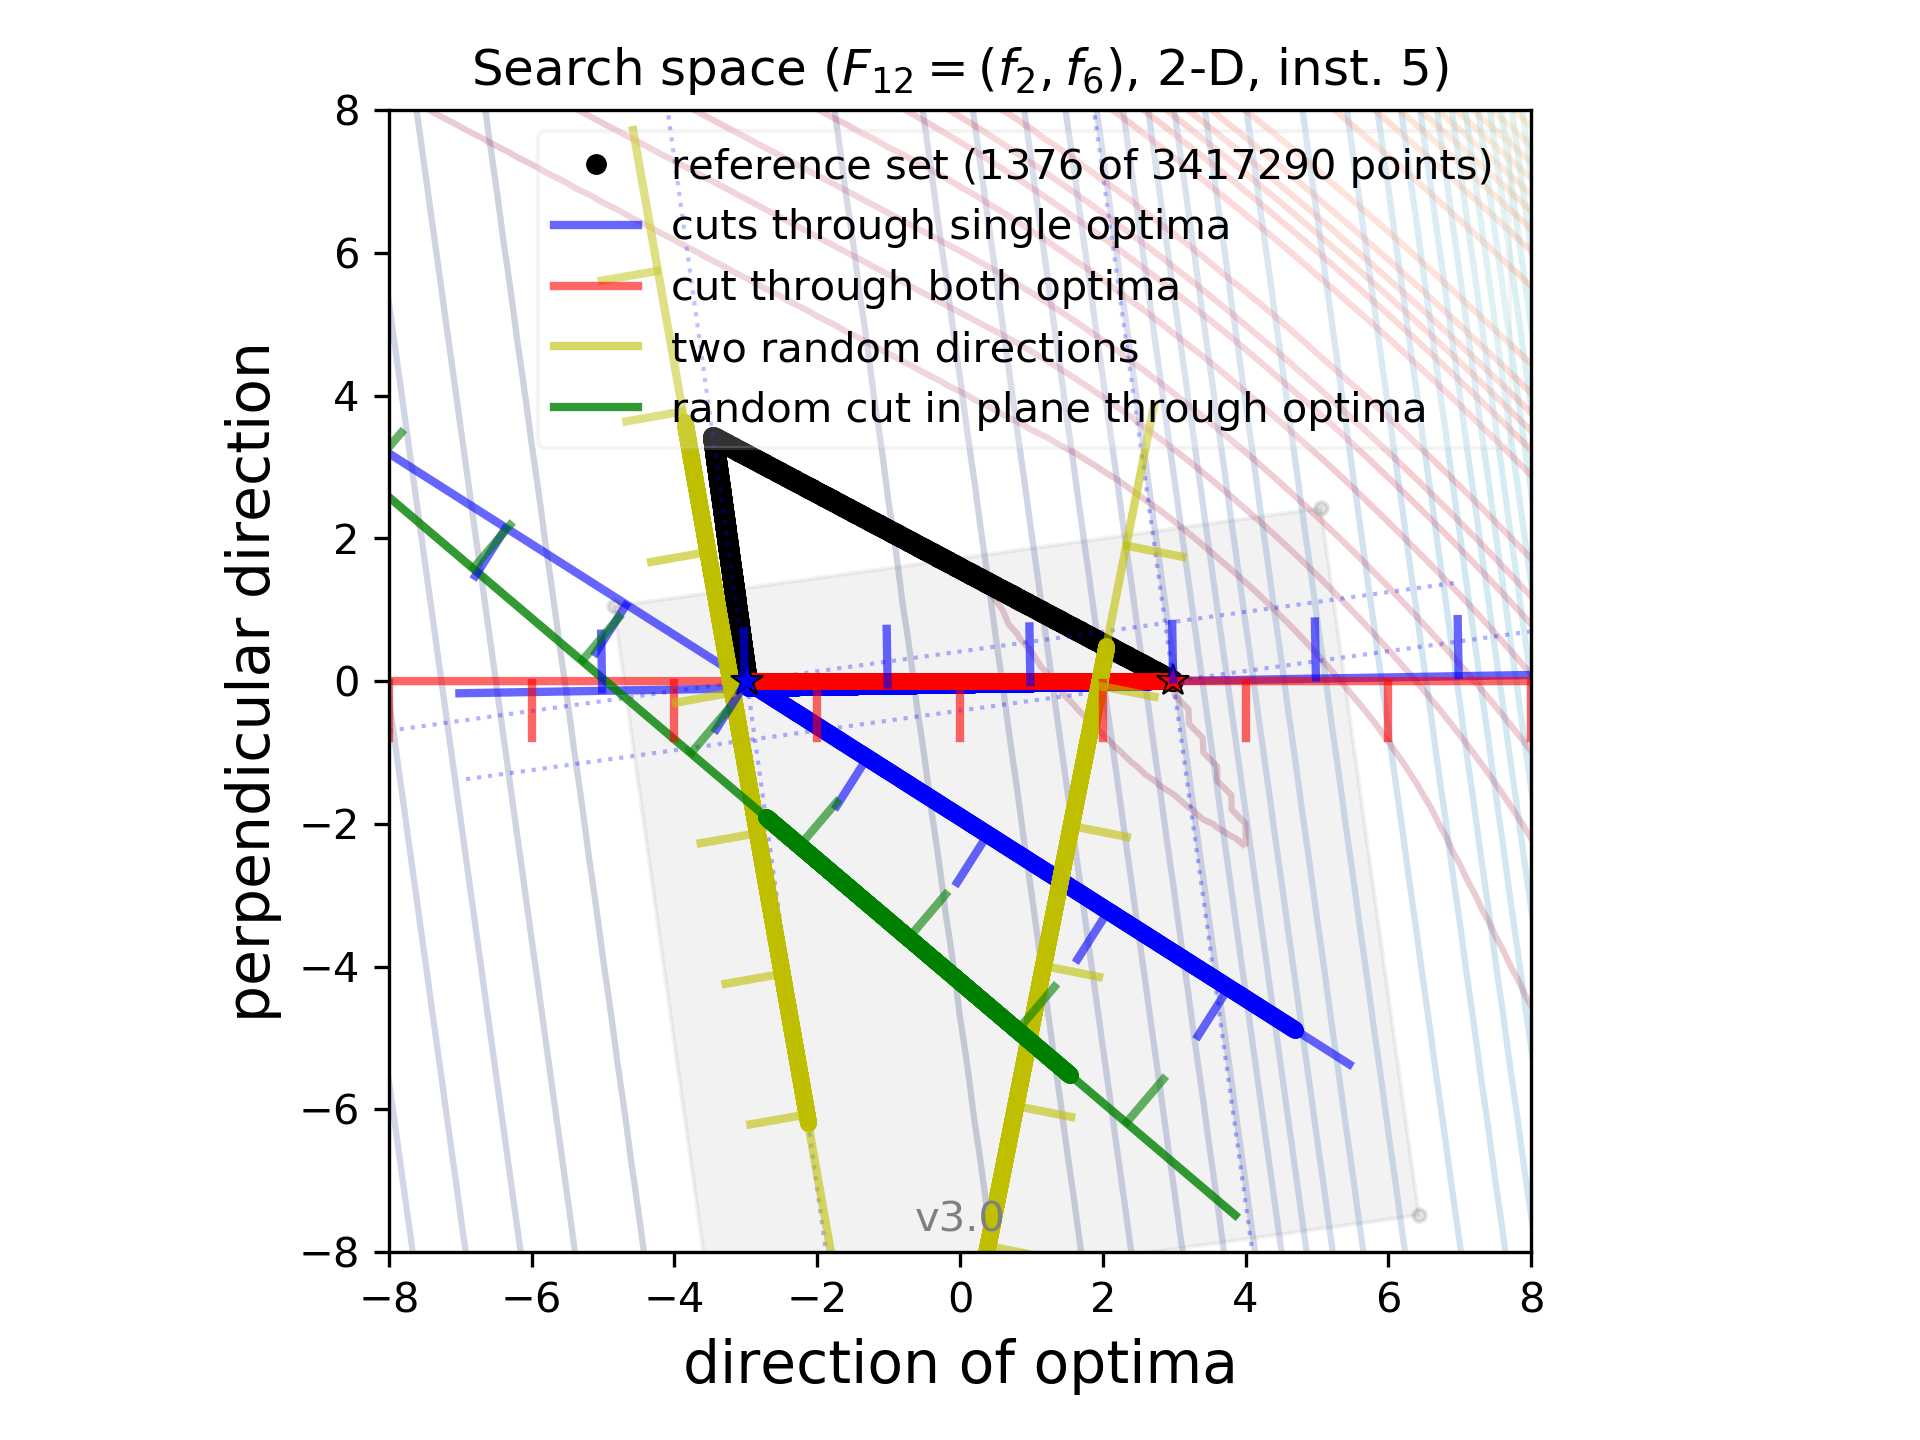 Search space (F12 = (f2, f6), 2-D, inst. 5)
8
6
4
2
0
−2
−4
−6
−8
perpendicular direction
reference set (1376 of 3417290 points)
cuts through single optima
cut through both optima
two random directions
random cut in plane through optima
v3.0
−8 −6 −4 −2 0 2 4 6 8
direction of optima